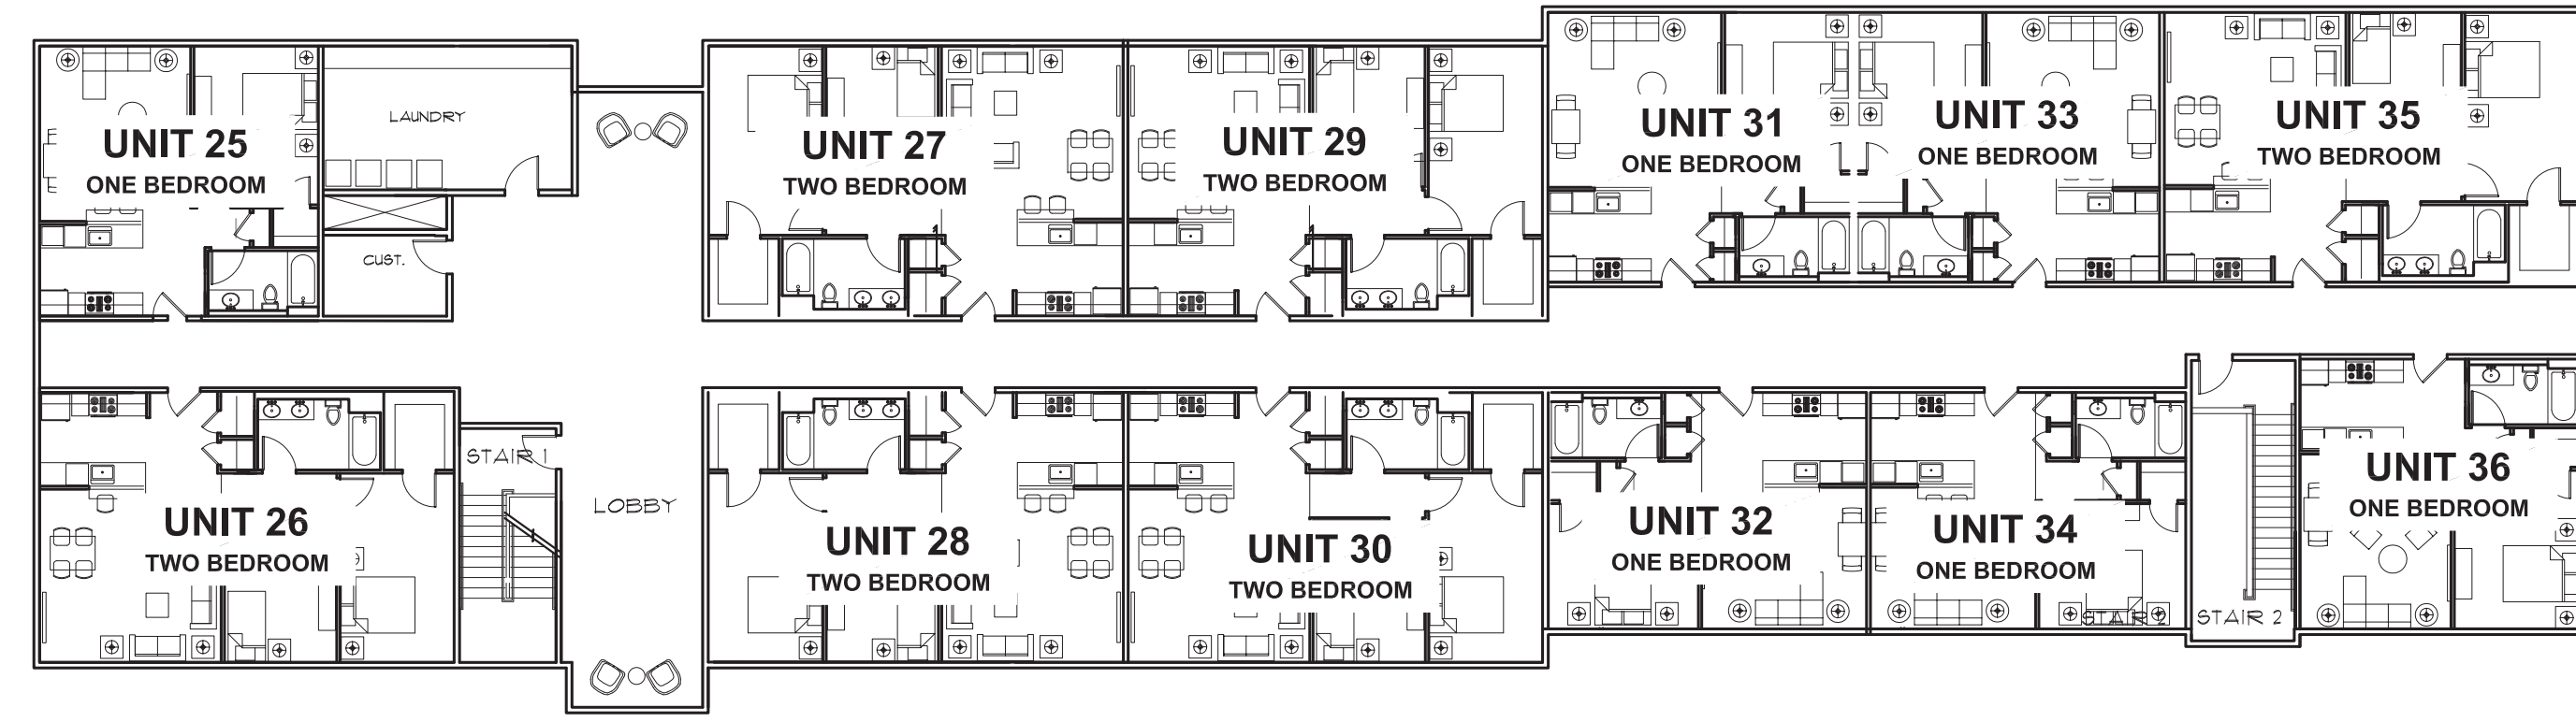 UNIT 25
ONE BEDROOM
LAUNDRY
CUST.
UNIT 27
TWO BEDROOM
UNIT 29
TWO BEDROOM
UNIT 31
ONE BEDROOM
UNIT 33
ONE BEDROOM
UNIT 35
TWO BEDROOM
UNIT 26
TWO BEDROOM
STAIR 1
LOBBY
UNIT 28
TWO BEDROOM
UNIT 30
TWO BEDROOM
UNIT 32
ONE BEDROOM
UNIT 34
ONE BEDROOM
STAIR 2
STAIR 2
UNIT 36
ONE BEDROOM